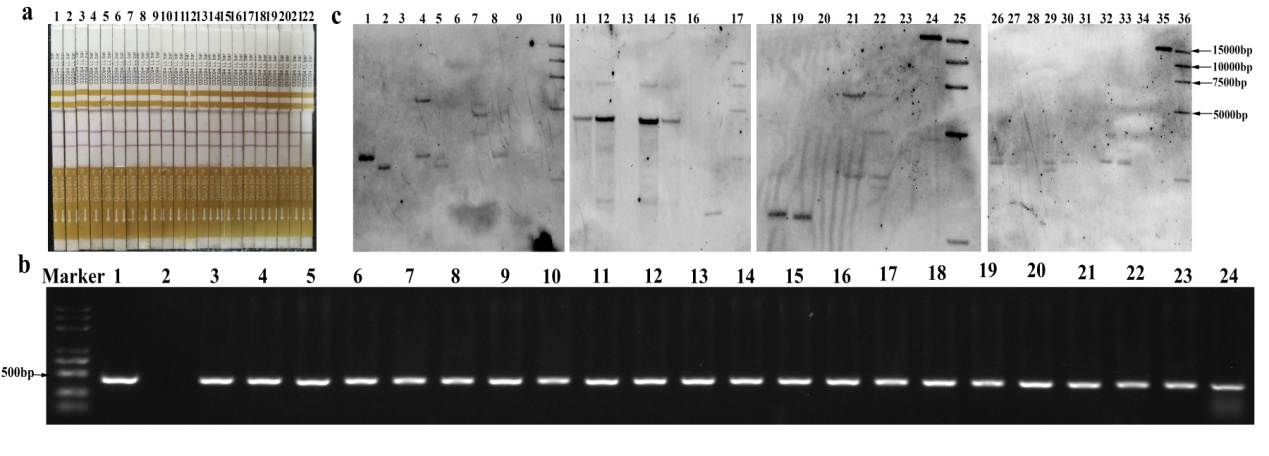 a
1 2 3 4 5 6 7 8 9 10 11 12 13 14 15 16 17 18 19 20 21 22
c
1 2 3 4 5 6 7 8 9 10 11 12 13 14 15 16 17 18 19 20 21 22 23 24 25 26 27 28 29 30 31 32 33 34 35 36
15000bp
10000bp
7500bp
5000bp
b
Marker 1 2 3 4 5 6 7 8 9 10 11 12 13 14 15 16 17 18 19 20 21 22 23 24
500bp